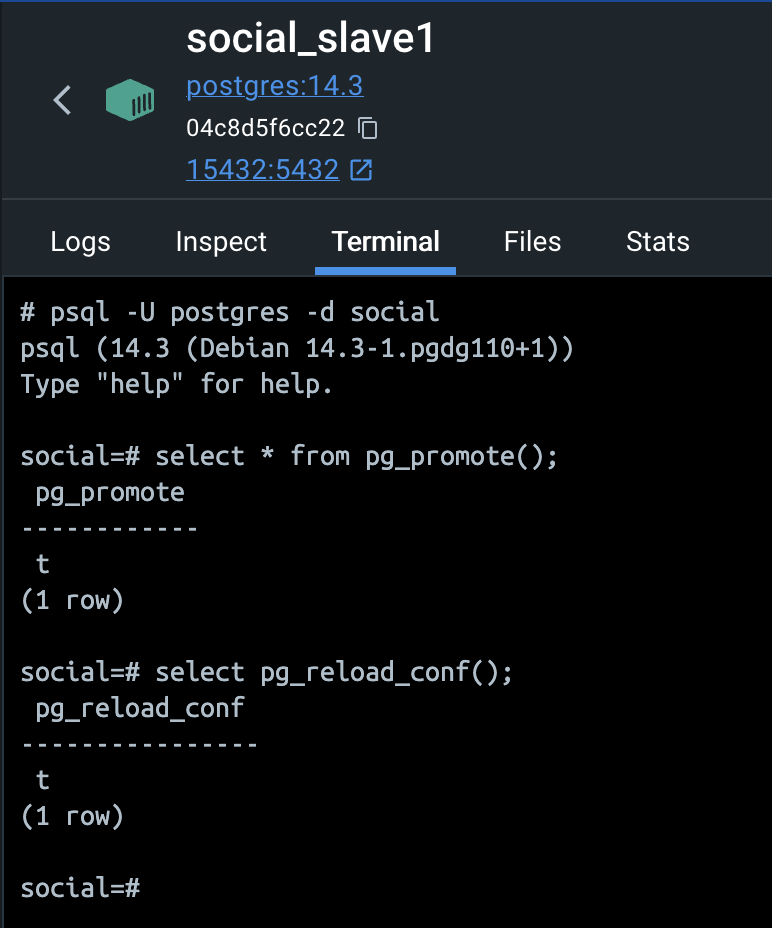 social_slave1
postgres:14.3
04c8d5f6cc22
15432:5432
Logs Inspect Terminal Files Stats
# psql -U postgres -d social
psql (14.3 (Debian 14.3-1.pgdg110+1))
Type "help" for help.
social=# select * from pg_promote();
pg_promote
------------
t
(1 row)
social=# select pg_reload_conf();
pg_reload_conf
----------------
t
(1 row)
social=#